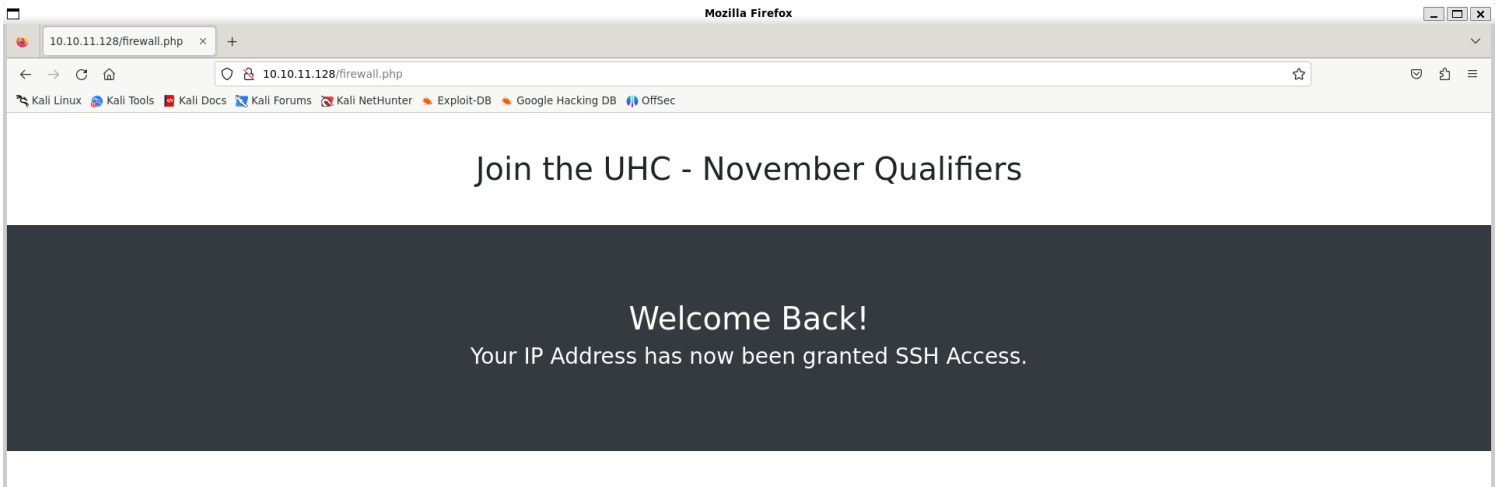 Mozilla Firefox
10.10.11.128/firewall.php
10.10.11.128/firewall.php
Kali Linux Kali Tools Kali Docs Kali Forums Kali NetHunter Exploit-DB Google Hacking DB OffSec
Join the UHC - November Qualifiers
Welcome Back!
Your IP Address has now been granted SSH Access.